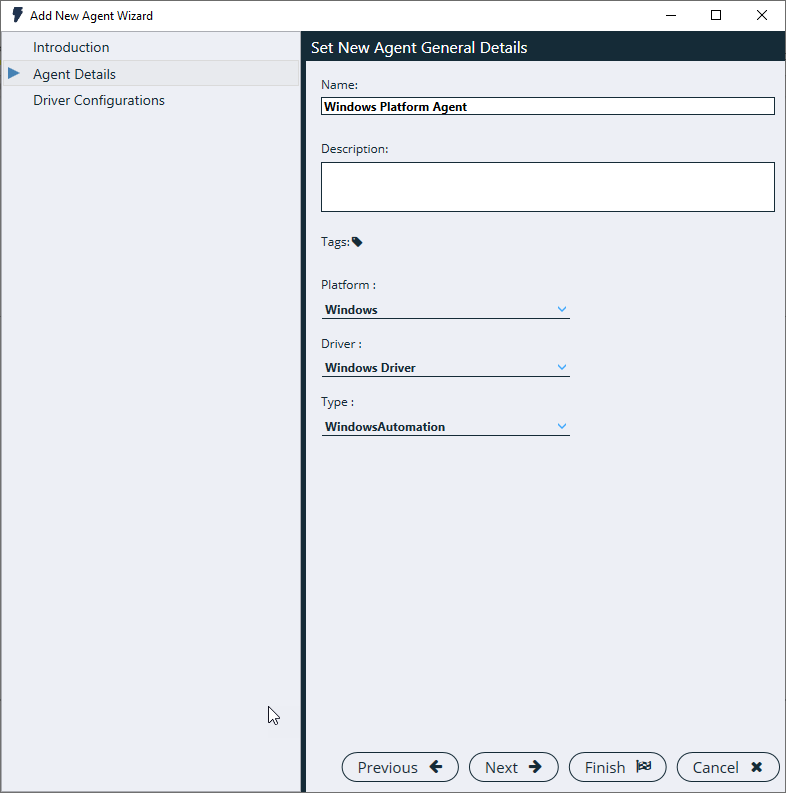 Add New Agent Wizard
Introduction
Agent Details
Driver Configurations
Set New Agent General Details
Name:
Windows Platform Agent
Description:
Tags:
Platform :
Windows
Driver :
Windows Driver
Type :
WindowsAutomation
Previous
Next
Finish
Cancel